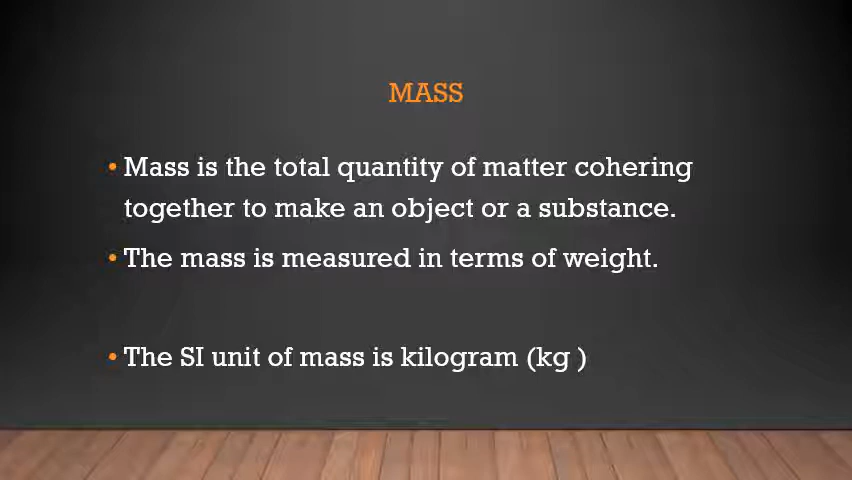 MASS
• Mass is the total quantity of matter cohering
together to make an object or a substance.
• The mass is measured in terms of weight.
• The SI unit of mass is kilogram (kg )